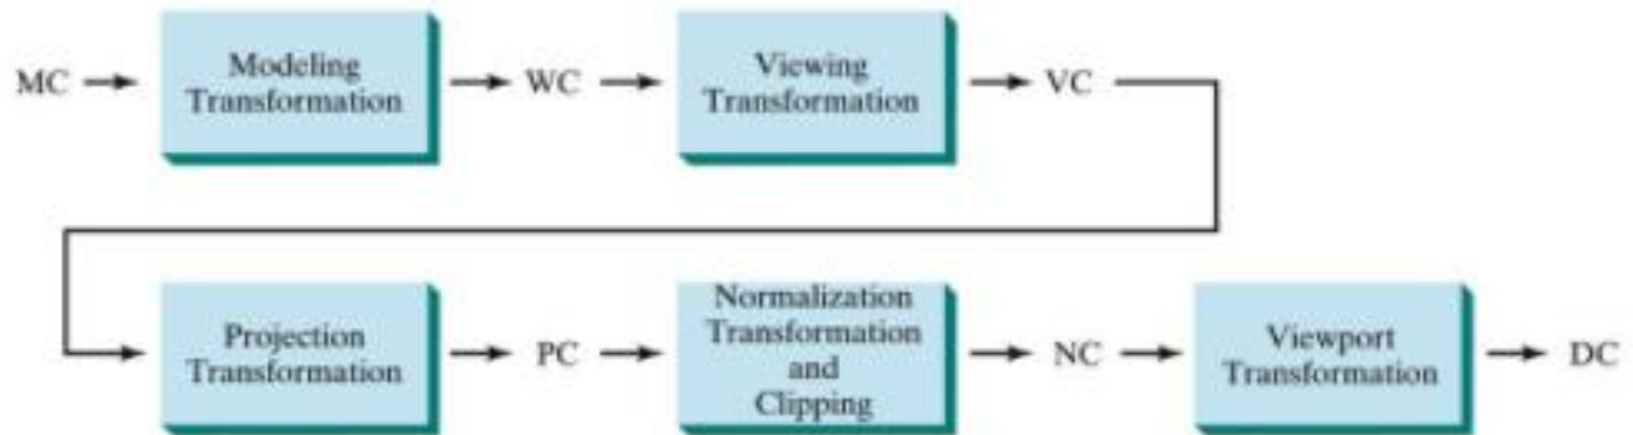 MC
Modeling
Transformation
WC
Viewing
Transformation
VC
Projection
Transformation
PC
Normalization
Transformation
and
Clipping
NC
Viewport
Transformation
DC